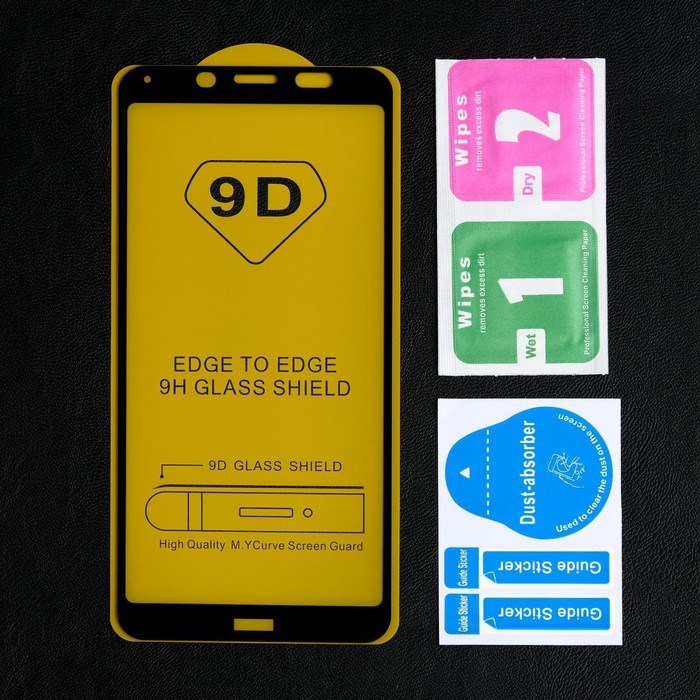 9D
EDGE TO EDGE
9H GLASS SHIELD
9D GLASS SHIELD
High Quality M.YCurve Screen Guard
Wipes
removes excess dirt
2
Dry
Professional Screen Cleaning Paper
Wipes
removes excess dirt
1
Wet
Professional Screen Cleaning Paper
Dust-absorber
Used to clear the dust on the screen.
Guide Sticker
Guide Sticker
Guide Sticker
Guide Sticker